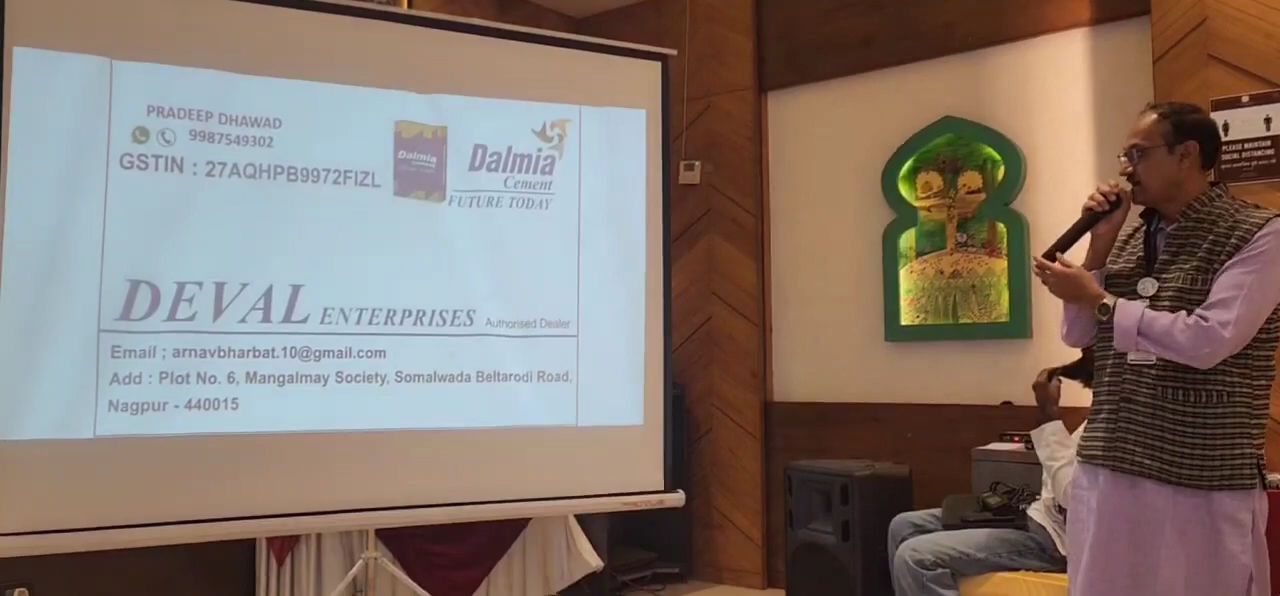 PRADEEP DHAWAD
9987549302
GSTIN : 27AQHPB9972FIZL
Dalmia
Dalmia
Cement
FUTURE TODAY
DEVAL ENTERPRISES Authorised Dealer
Email ; arnavbharbat.10@gmail.com
Add : Plot No. 6, Mangalmay Society, Somalwada Beltarodi Road,
Nagpur - 440015
PLEASE MAINTAIN
SOCIAL DISTANCING